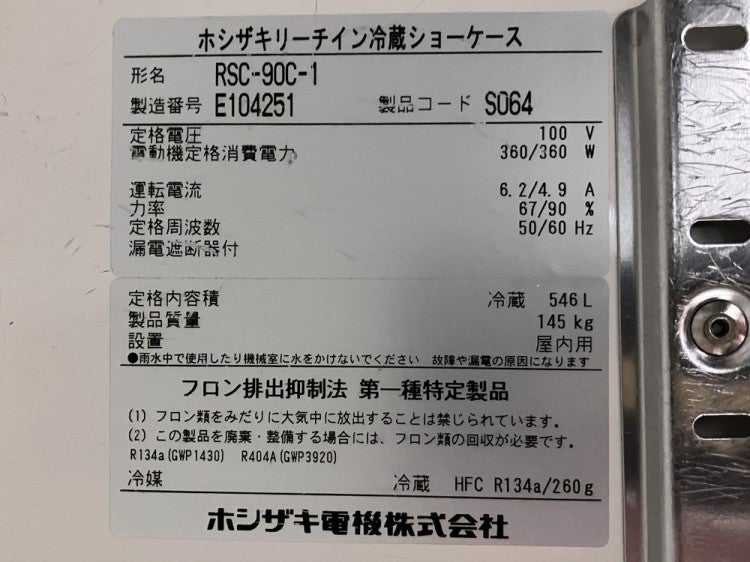 ホシザキリーチイン冷蔵ショーケース
形名 RSC-90C-1
製造番号 E104251 製品コード S064
定格電圧 100 V
電動機定格消費電力 360/360 W
運転電流 6.2/4.9 A
力率 67/90 %
定格周波数 50/60 Hz
漏電遮断器付
定格内容積 冷蔵 546 L
製品質量 145 kg
設置 屋内用
●雨水中で使用したり機械室に水をかけないでください 故障や漏電の原因になります
フロン排出抑制法 第一種特定製品
(1) フロン類をみだりに大気中に放出することは禁じられています。
(2) この製品を廃棄・整備する場合には、フロン類の回収が必要です。
R134a(GWP1430) R404A(GWP3920)
冷媒 冷蔵 HFC R134a/260g
ホシザキ電機株式会社